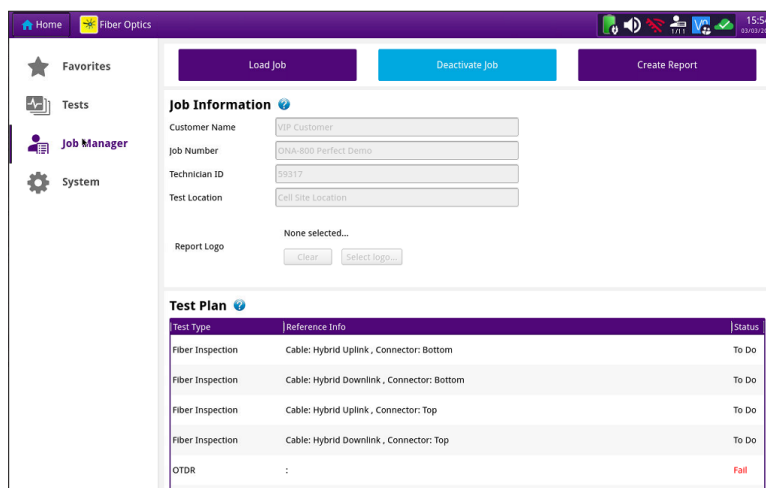 Home Fiber Optics 1/11 15:54
03/03/20
Favorites
Tests
Job Manager
System
Load Job Deactivate Job Create Report
Job Information ?
Customer Name VIP Customer
Job Number ONA-800 Perfect Demo
Technician ID 59317
Test Location Cell Site Location
None selected...
Report Logo
Clear Select logo...
Test Plan ?
Test Type Reference Info Status
Fiber Inspection Cable: Hybrid Uplink , Connector: Bottom To Do
Fiber Inspection Cable: Hybrid Downlink , Connector: Bottom To Do
Fiber Inspection Cable: Hybrid Uplink , Connector: Top To Do
Fiber Inspection Cable: Hybrid Downlink , Connector: Top To Do
OTDR : Fail